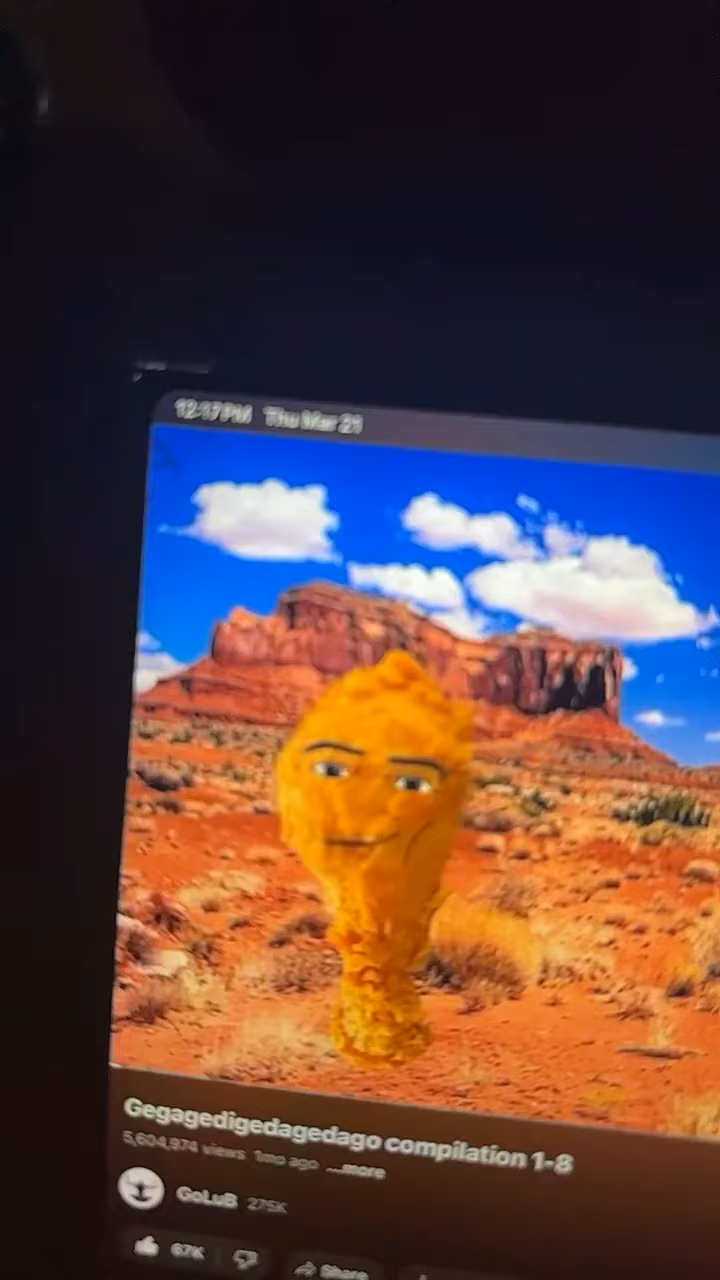 12:17 PM Thu Mar 21
Gegagedigedagedago compilation 1-8
5,604,974 views 1mo ago ...more
GoLuB 275K
67K Share